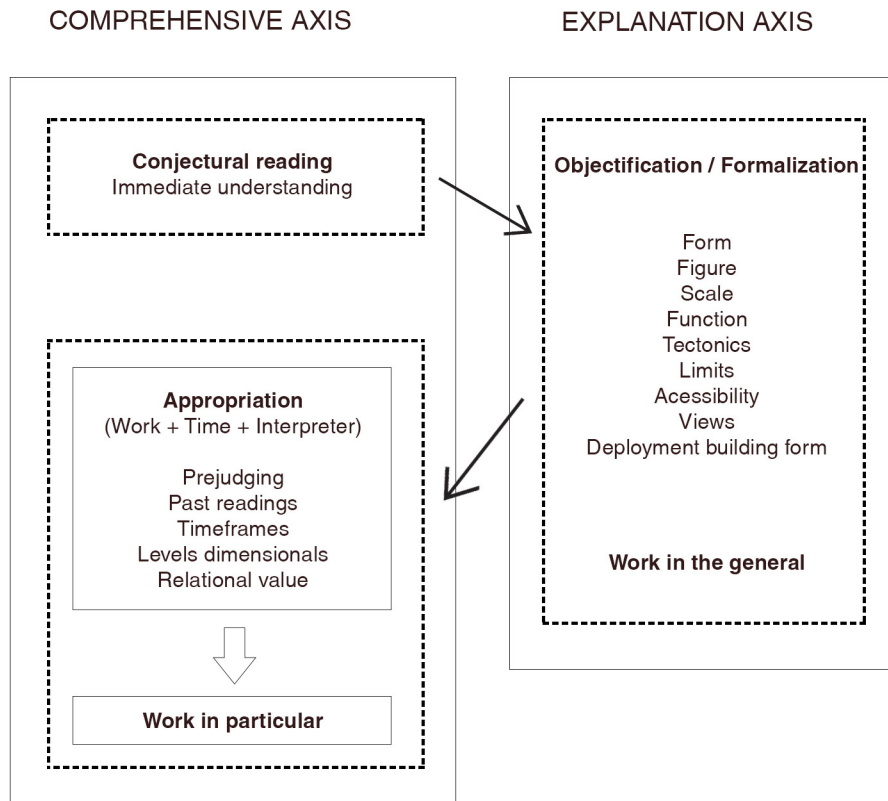 COMPREHENSIVE AXIS
Conjectural reading
Immediate understanding
Appropriation
(Work + Time + Interpreter)
Prejudging
Past readings
Timeframes
Levels dimensionals
Relational value
Work in particular
EXPLANATION AXIS
Objectification / Formalization
Form
Figure
Scale
Function
Tectonics
Limits
Acessibility
Views
Deployment building form
Work in the general